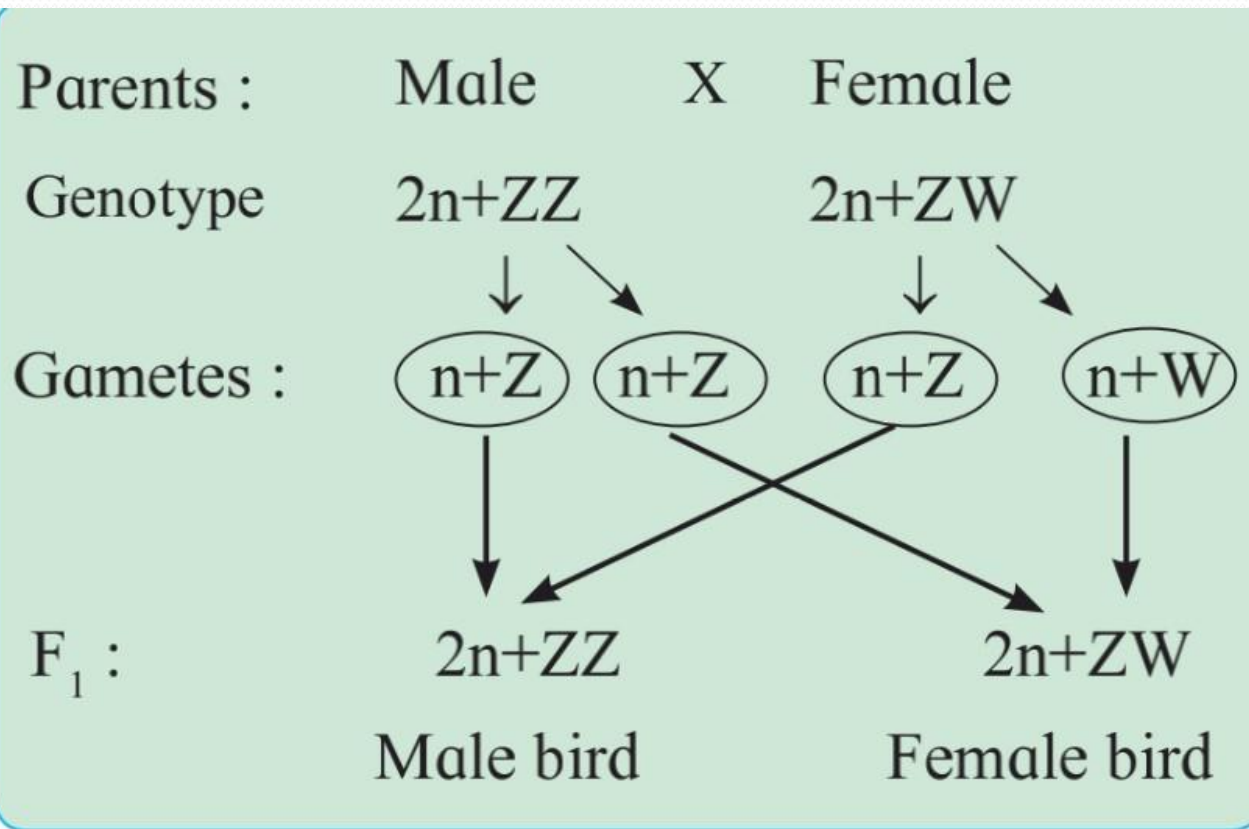 Parents : Male X Female
Genotype 2n+ZZ 2n+ZW
Gametes : n+Z n+Z n+Z n+W
F₁ : 2n+ZZ 2n+ZW
Male bird Female bird